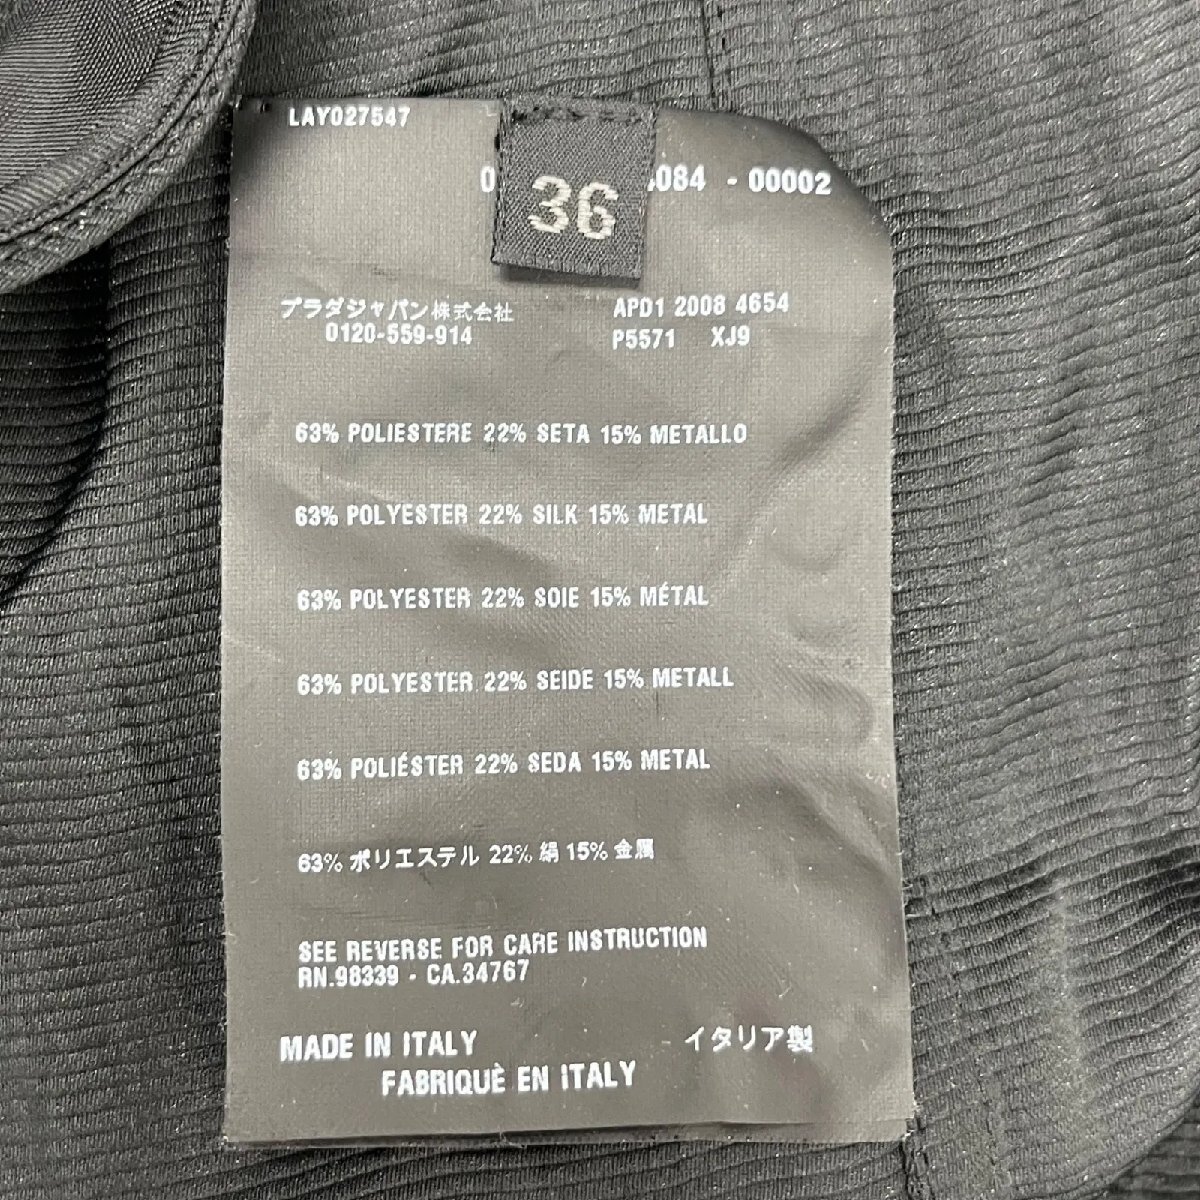 LAY027547
084 - 00002
36
プラダジャパン株式会社
0120-559-914
APD1 2008 4654
P5571 XJ9
63% POLIESTERE 22% SETA 15% METALLO
63% POLYESTER 22% SILK 15% METAL
63% POLYESTER 22% SOIE 15% MÉTAL
63% POLYESTER 22% SEIDE 15% METALL
63% POLIÉSTER 22% SEDA 15% METAL
63% ポリエステル 22% 絹 15% 金属
SEE REVERSE FOR CARE INSTRUCTION
RN.98339 - CA.34767
MADE IN ITALY
イタリア製
FABRIQUÈ EN ITALY